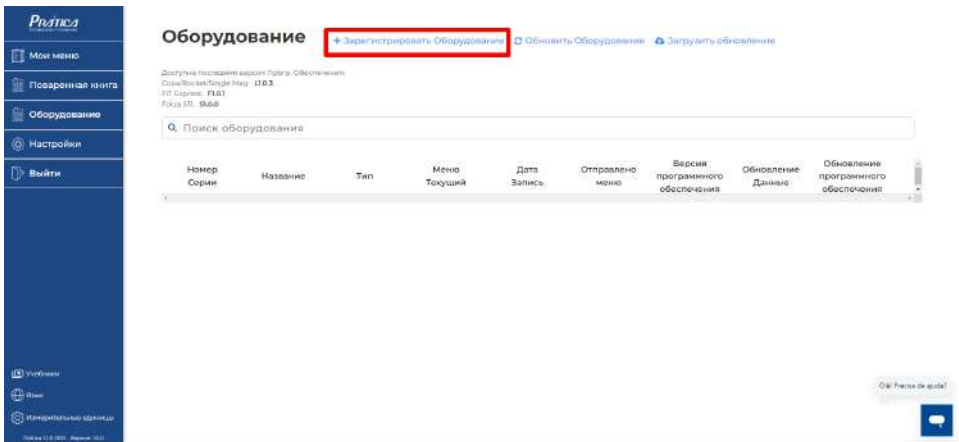 Prática
Мои меню
Поваренная книга
Оборудование
Настройки
Выйти
Учебники
Язык
Измерительные единицы
Оборудование
+ Зарегистрировать Оборудование
Обновить Оборудование
Загрузить обновление
Доступна последняя версия Прогр. Обеспечения:
FIT Express: F1.0.1
Forza STi: S1.0.0
Поиск оборудования
Номер
Серии
Название
Тип
Меню
Текущий
Дата
Запись
Отправлено
меню
Версия
программного
обеспечения
Обновление
Данные
Обновление
программного
обеспечения
Olá! Precisa de ajuda?